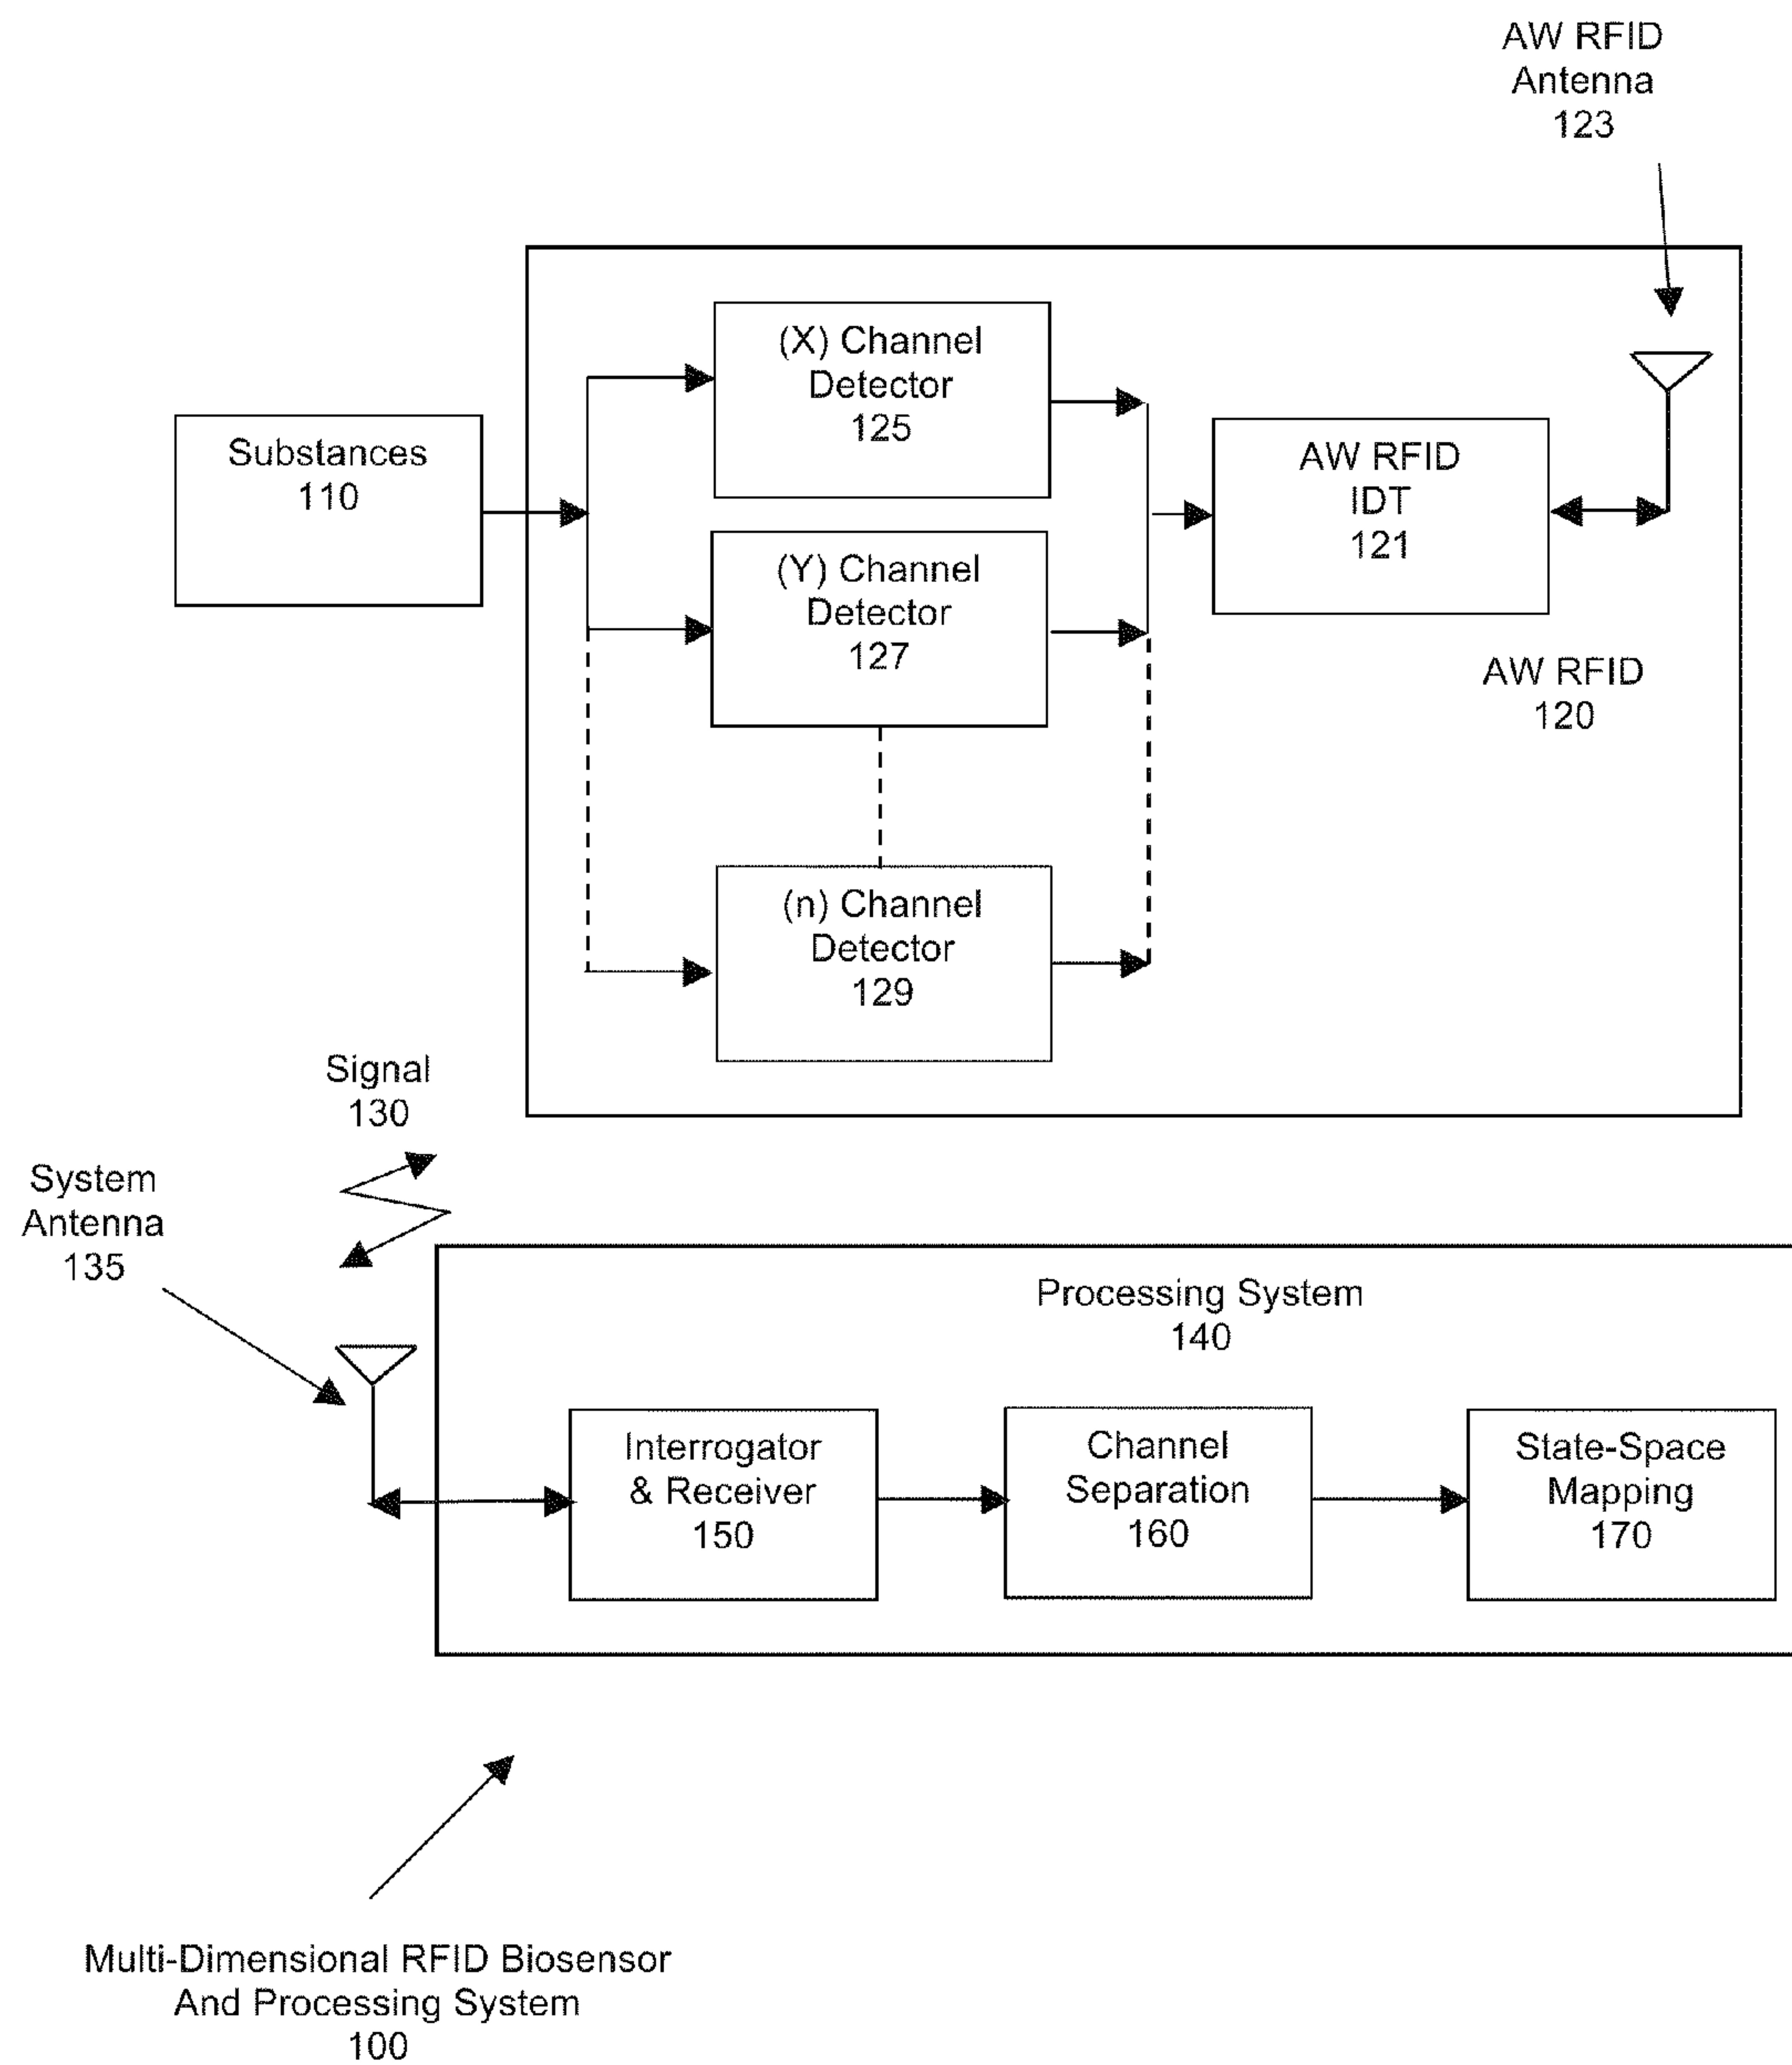 AW RFID
Antenna
123
(X) Channel
Detector
125
Substances
110
AW RFID
IDT
121
(Y) Channel
Detector
127
AW RFID
120
(n) Channel
Detector
129
Signal
130
System
Antenna
135
Processing System
140
Interrogator
& Receiver
150
Channel
Separation
160
State-Space
Mapping
170
Multi-Dimensional RFID Biosensor
And Processing System
100